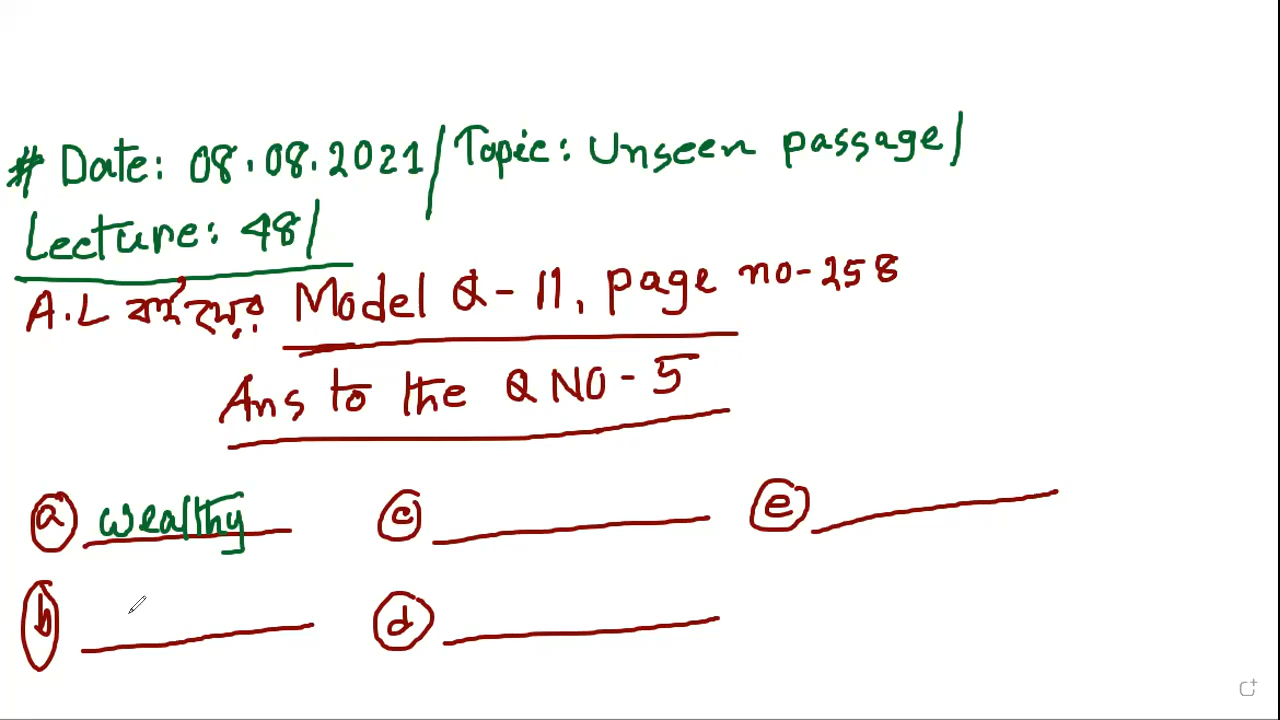 # Date: 08.08.2021/Topic: Unseen passage/
Lecture: 48/
A.L বইয়ের Model Q-11, page no-258
Ans to the Q NO-5
a wealthy c e
b d